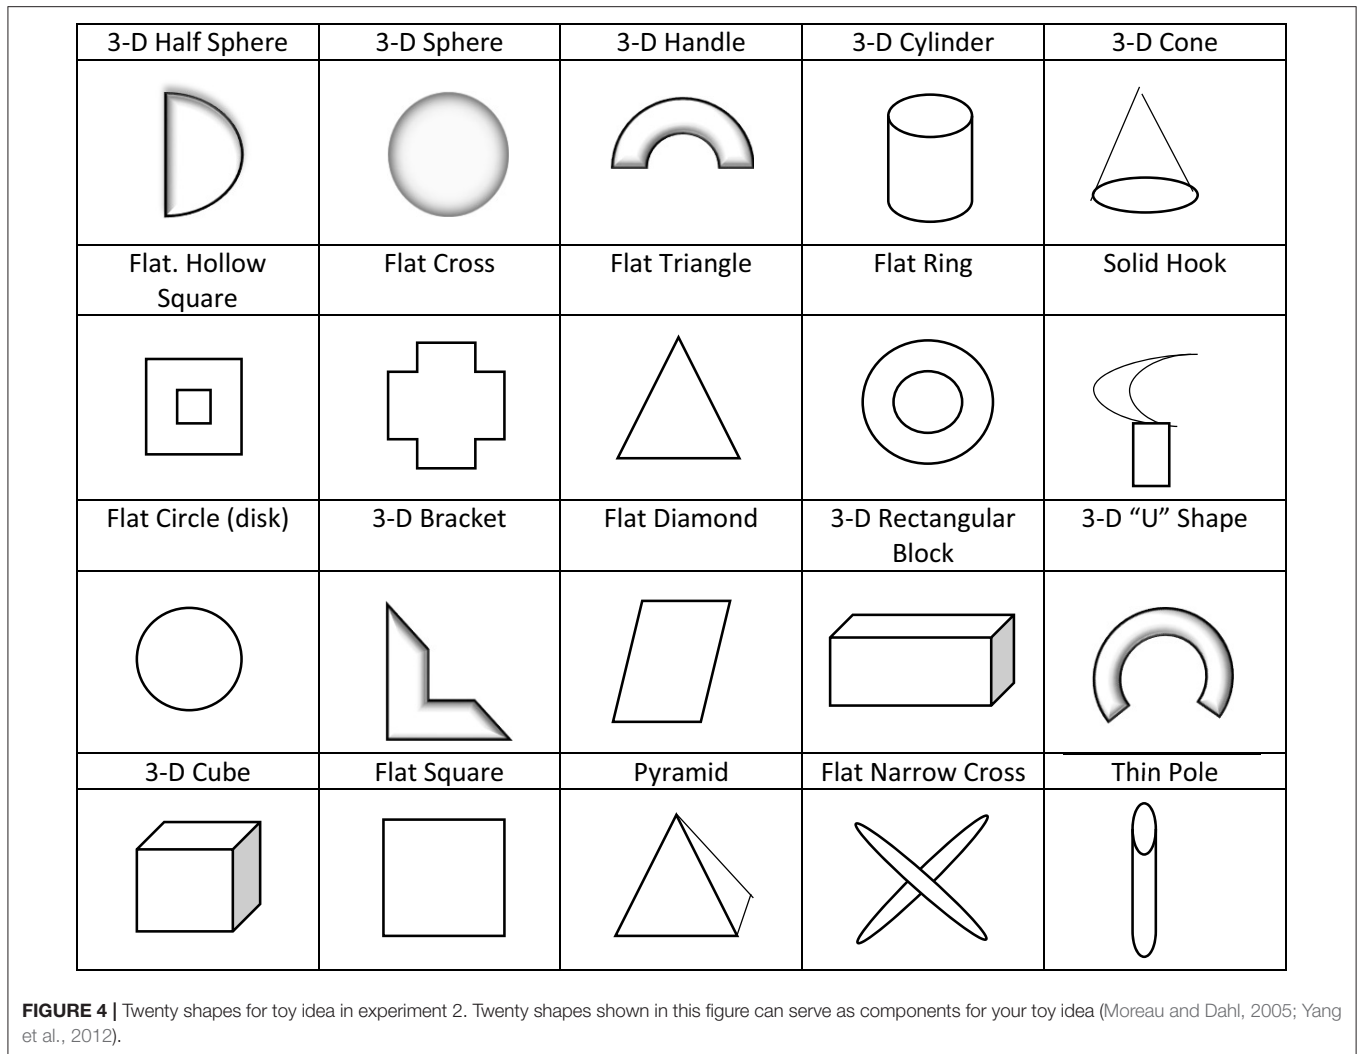 3-D Half Sphere
3-D Sphere
3-D Handle
3-D Cylinder
3-D Cone
Flat. Hollow
Square
Flat Cross
Flat Triangle
Flat Ring
Solid Hook
Flat Circle (disk)
3-D Bracket
Flat Diamond
3-D Rectangular
Block
3-D “U” Shape
3-D Cube
Flat Square
Pyramid
Flat Narrow Cross
Thin Pole
FIGURE 4 | Twenty shapes for toy idea in experiment 2. Twenty shapes shown in this figure can serve as components for your toy idea (Moreau and Dahl, 2005; Yang
et al., 2012).